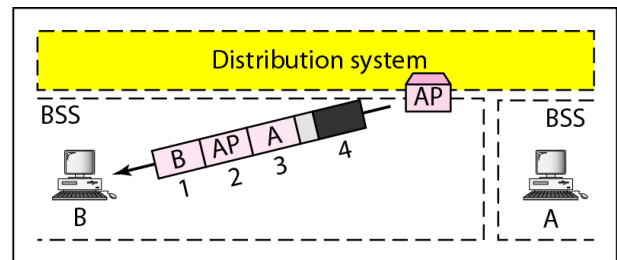 Distribution system
AP
BSS
BSS
B AP A
1 2 3 4
B
A